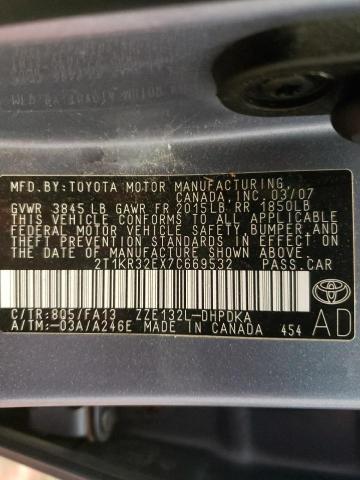 MFD.BY:TOYOTA MOTOR MANUFACTURING,
CANADA, INC. 03/07
GVWR 3845 LB GAWR FR 2015LB RR 1850LB
THIS VEHICLE CONFORMS TO ALL APPLICABLE
FEDERAL MOTOR VEHICLE SAFETY, BUMPER, AND
THEFT PREVENTION STANDARDS IN EFFECT ON
THE DATE OF MANUFACTURE SHOWN ABOVE.
2T1KR32EX7C669532 PASS.CAR
C/TR:8Q5/FA13 ZZE132L-DHPDKA
A/TM:-03A/A246E MADE IN CANADA 454
AD
TOYOTA